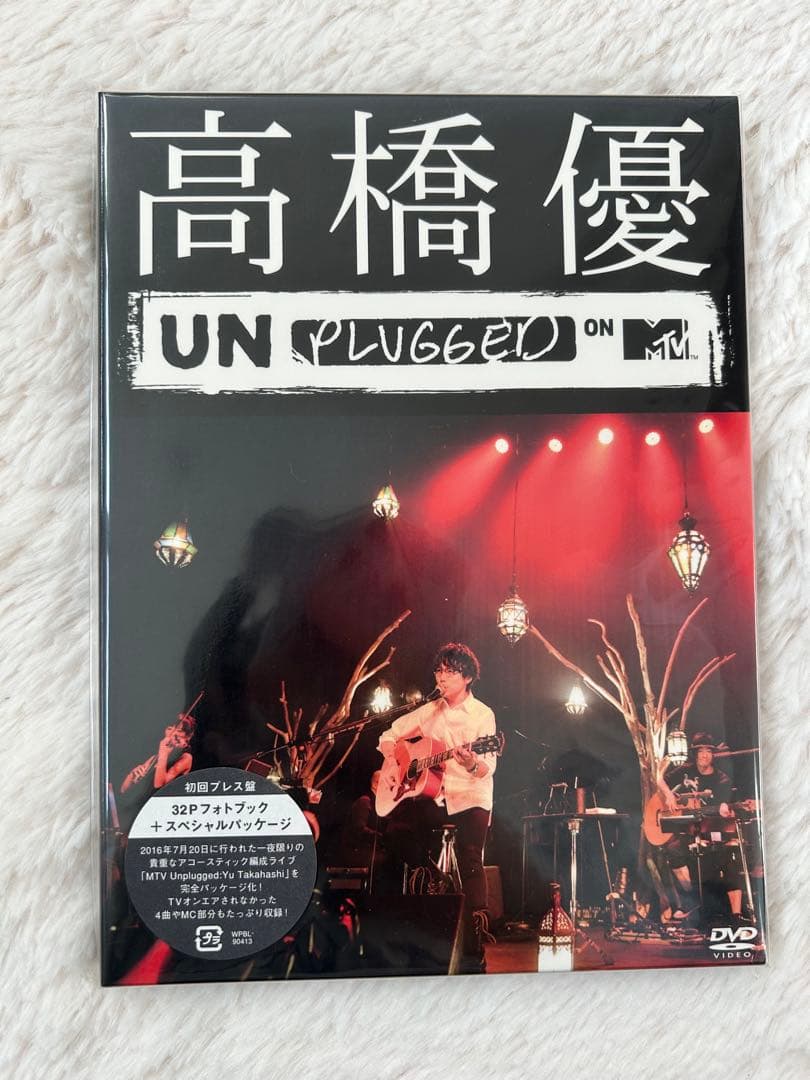 高橋優
UN PLUGGED ON MTV™
初回プレス盤
32Pフォトブック
+スペシャルパッケージ
2016年7月20日に行われた一夜限りの
貴重なアコースティック編成ライブ
「MTV Unplugged:Yu Takahashi」を
完全パッケージ化!
TVオンエアされなかった
4曲やMC部分もたっぷり収録!
プラ
WPBL-
90413
DVD
VIDEO